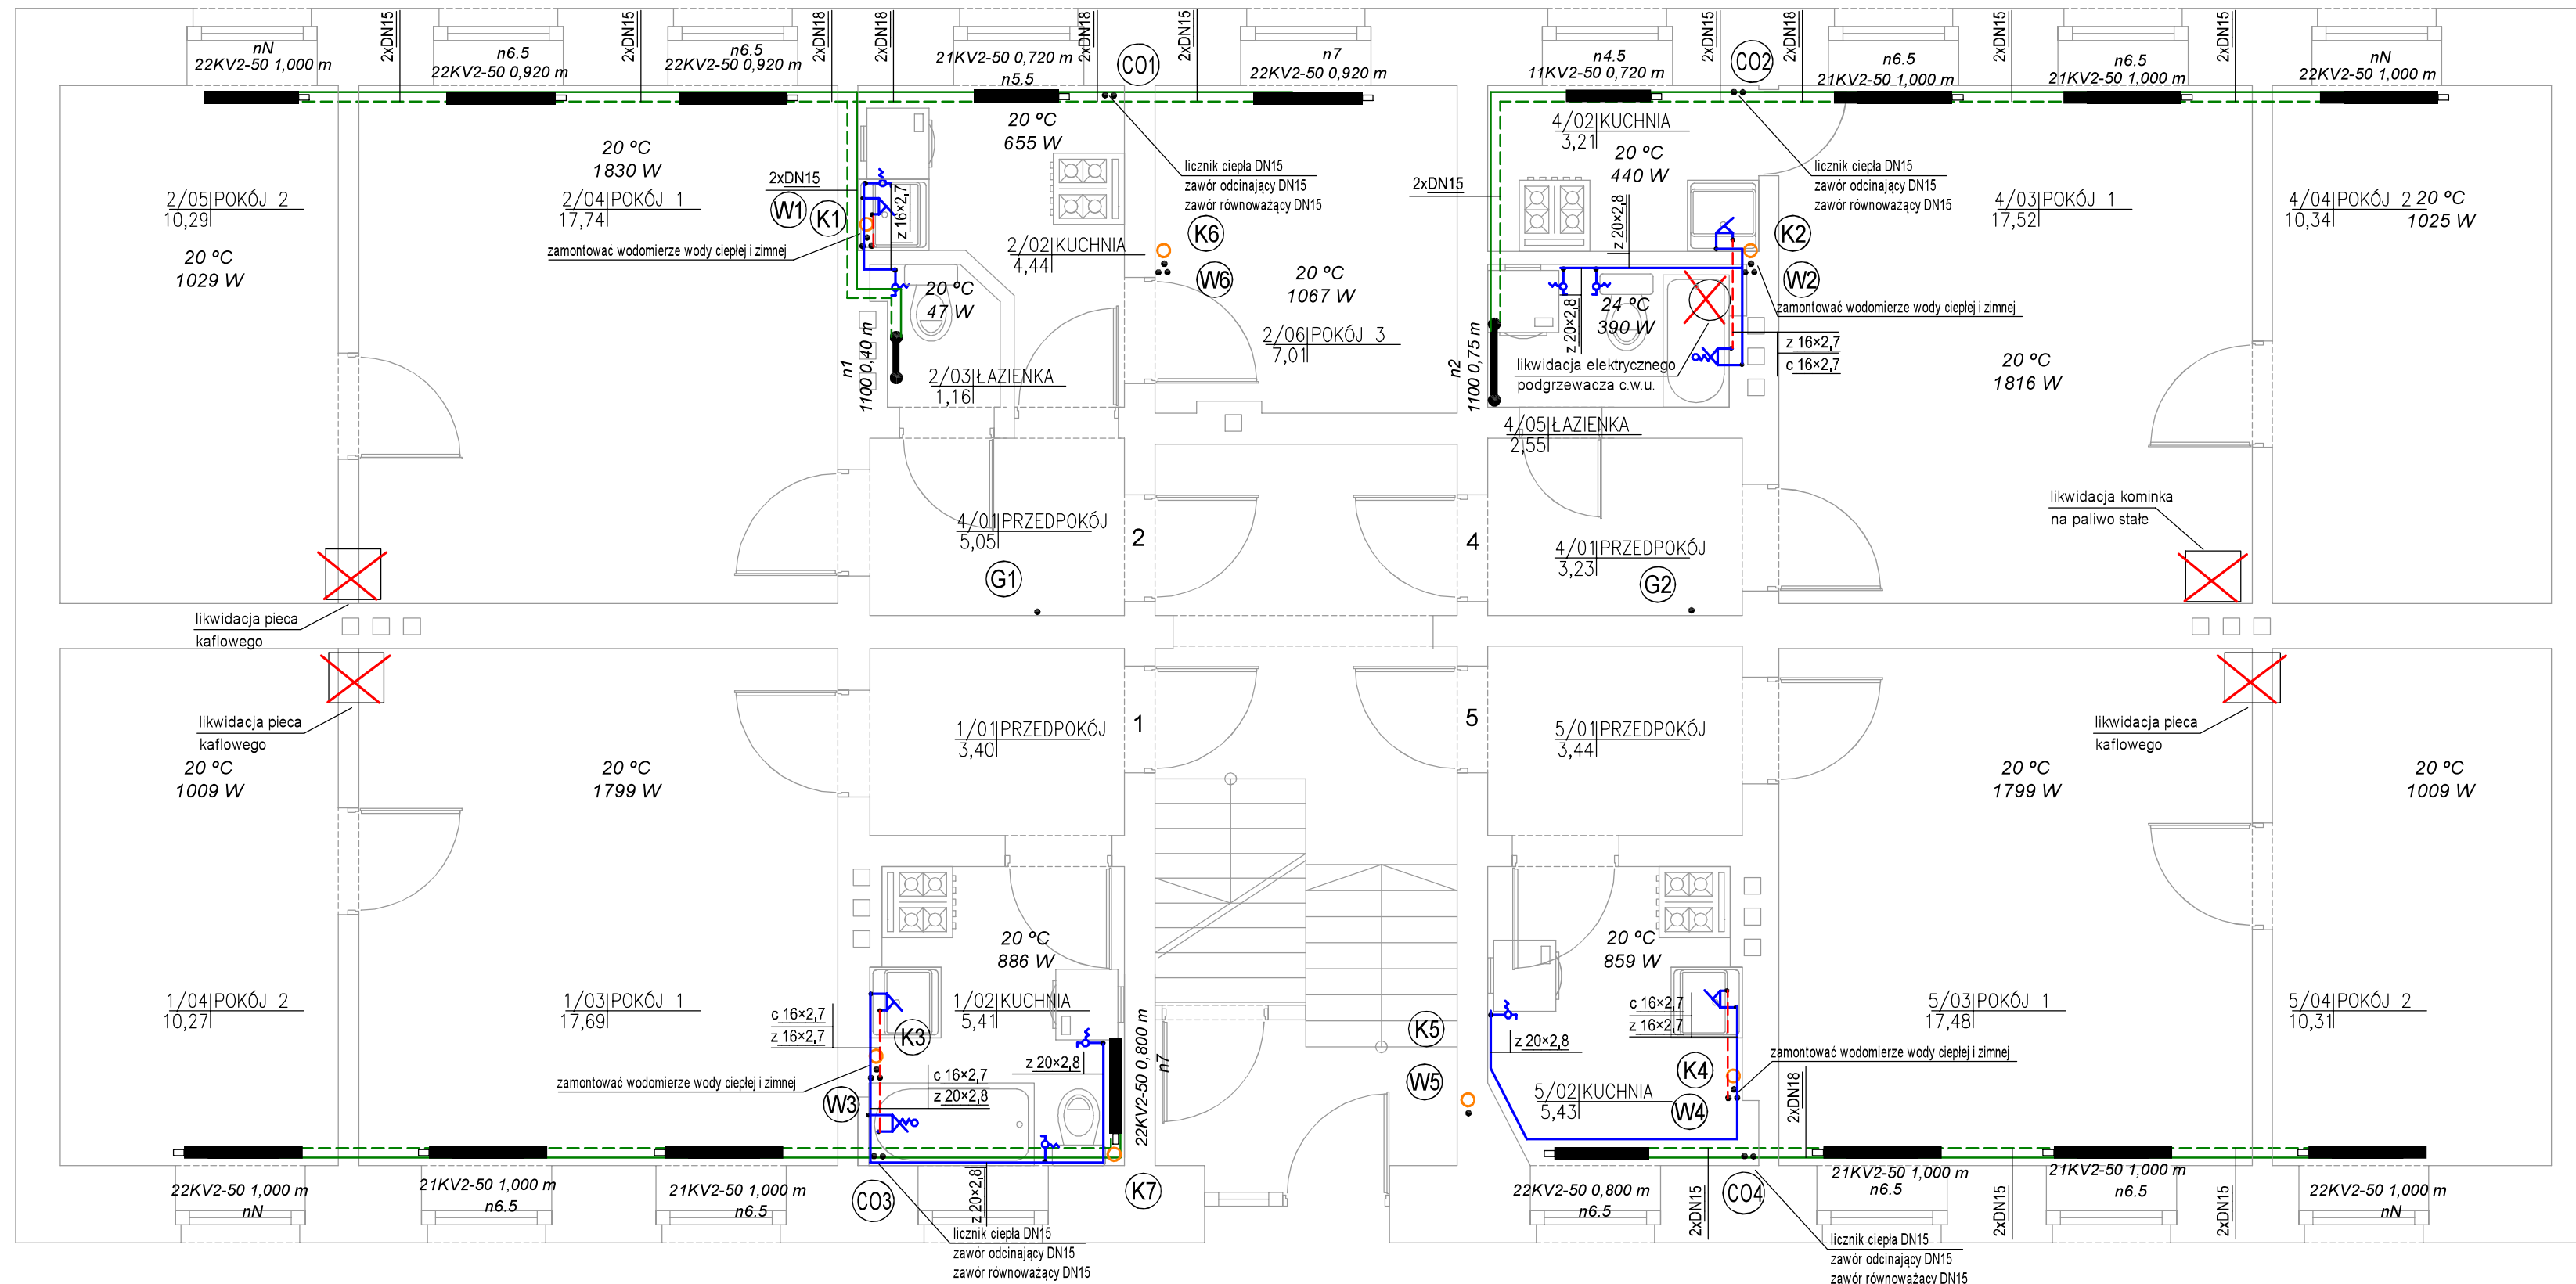 nN
22KV2-50 1,000 m
2xDN15
n6.5
22KV2-50 0,920 m
2xDN15
n6.5
22KV2-50 0,920 m
2xDN18
2xDN18
21KV2-50 0,720 m
n5.5
2xDN18
CO1
2xDN15
n7
22KV2-50 0,920 m
n4.5
11KV2-50 0,720 m
2xDN15
CO2
2xDN18
n6.5
21KV2-50 1,000 m
2xDN15
n6.5
21KV2-50 1,000 m
2xDN15
nN
22KV2-50 1,000 m
2/05 POKÓJ 2
10,29
20 ºC
1029 W
20 ºC
1830 W
2/04 POKÓJ 1
17,74
2xDN15
W1
K1
zamontować wodomierze wody ciepłej i zimnej
z 16×2,7
20 ºC
655 W
2/02 KUCHNIA
4,44
20 ºC
47 W
n1
1100 0,40 m
2/03 ŁAZIENKA
1,16
licznik ciepła DN15
zawór odcinający DN15
zawór równoważący DN15
K6
W6
20 ºC
1067 W
2/06 POKÓJ 3
7,01
2xDN15
4/02 KUCHNIA
3,21
20 ºC
440 W
z 20×2,8
z 20×2,8
24 ºC
390 W
likwidacja elektrycznego
podgrzewacza c.w.u.
n2
1100 0,75 m
4/05 ŁAZIENKA
2,55
licznik ciepła DN15
zawór odcinający DN15
zawór równoważący DN15
K2
W2
zamontować wodomierze wody ciepłej i zimnej
z 16×2,7
c 16×2,7
4/03 POKÓJ 1
17,52
20 ºC
1816 W
4/04 POKÓJ 2
10,34
20 ºC
1025 W
likwidacja kominka
na paliwo stałe
4/01 PRZEDPOKÓJ
5,05
G1
2
4
4/01 PRZEDPOKÓJ
3,23
G2
likwidacja pieca
kaflowego
likwidacja pieca
kaflowego
20 ºC
1009 W
20 ºC
1799 W
1/01 PRZEDPOKÓJ
3,40
1
5
5/01 PRZEDPOKÓJ
3,44
likwidacja pieca
kaflowego
20 ºC
1799 W
20 ºC
1009 W
1/04 POKÓJ 2
10,27
1/03 POKÓJ 1
17,69
c 16×2,7
z 16×2,7
zamontować wodomierze wody ciepłej i zimnej
W3
K3
20 ºC
886 W
1/02 KUCHNIA
5,41
z 20×2,8
c 16×2,7
z 20×2,8
22KV2-50 0,800 m
n7
K5
W5
20 ºC
859 W
c 16×2,7
z 16×2,7
z 20×2,8
5/02 KUCHNIA
5,43
K4
W4
zamontować wodomierze wody ciepłej i zimnej
2xDN18
5/03 POKÓJ 1
17,48
5/04 POKÓJ 2
10,31
22KV2-50 1,000 m
nN
21KV2-50 1,000 m
n6.5
21KV2-50 1,000 m
n6.5
CO3
z 20×2,8
K7
licznik ciepła DN15
zawór odcinający DN15
zawór równoważący DN15
22KV2-50 0,800 m
n6.5
2xDN15
CO4
21KV2-50 1,000 m
n6.5
2xDN15
21KV2-50 1,000 m
n6.5
2xDN15
22KV2-50 1,000 m
nN
licznik ciepła DN15
zawór odcinający DN15
zawór równoważący DN15